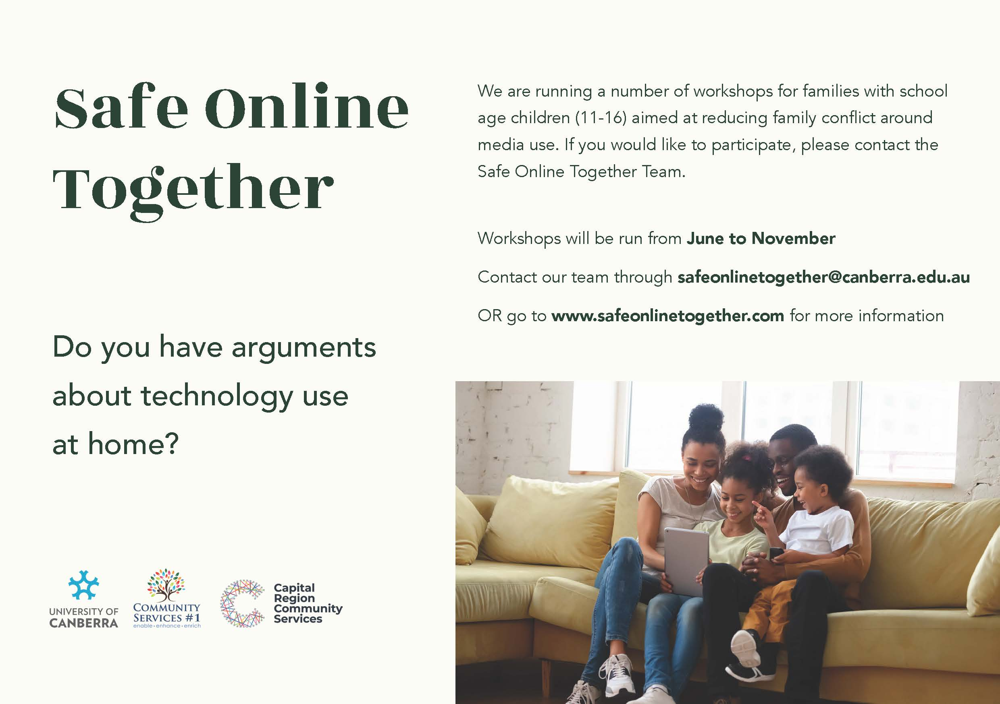 Safe Online
Together
Do you have arguments
about technology use
at home?
We are running a number of workshops for families with school
age children (11-16) aimed at reducing family conflict around
media use. If you would like to participate, please contact the
Safe Online Together Team.
Workshops will be run from June to November
Contact our team through safeonlinetogether@canberra.edu.au
OR go to www.safeonlinetogether.com for more information
UNIVERSITY OF
CANBERRA
COMMUNITY
SERVICES #1
enable • enhance • enrich
Capital
Region
Community
Services